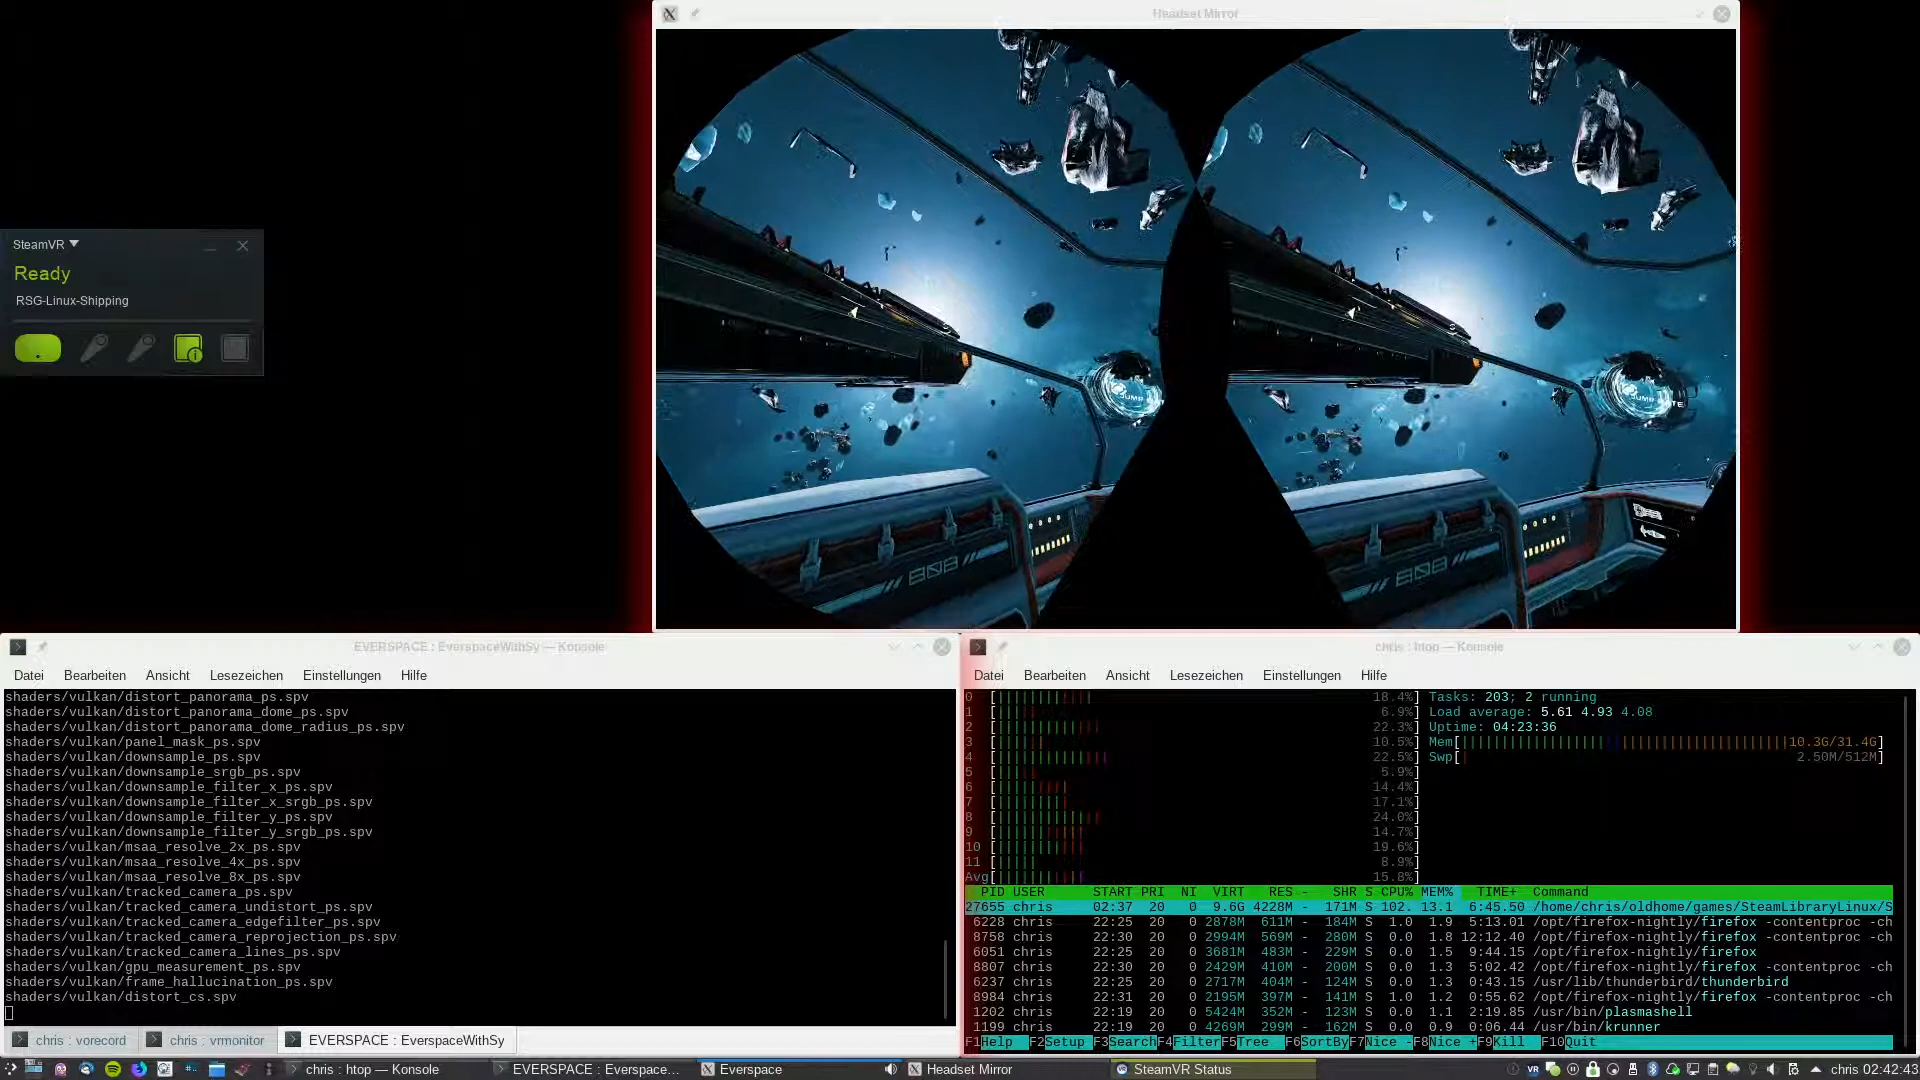 Headset Mirror
JUMP
JUMP GATE
SteamVR
Ready
RSG-Linux-Shipping
EVERSPACE : EverspaceWithSy — Konsole
Datei Bearbeiten Ansicht Lesezeichen Einstellungen Hilfe
shaders/vulkan/distort_panorama_ps.spv
shaders/vulkan/distort_panorama_dome_ps.spv
shaders/vulkan/distort_panorama_dome_radius_ps.spv
shaders/vulkan/panel_mask_ps.spv
shaders/vulkan/downsample_ps.spv
shaders/vulkan/downsample_srgb_ps.spv
shaders/vulkan/downsample_filter_x_ps.spv
shaders/vulkan/downsample_filter_x_srgb_ps.spv
shaders/vulkan/downsample_filter_y_ps.spv
shaders/vulkan/downsample_filter_y_srgb_ps.spv
shaders/vulkan/msaa_resolve_2x_ps.spv
shaders/vulkan/msaa_resolve_4x_ps.spv
shaders/vulkan/msaa_resolve_8x_ps.spv
shaders/vulkan/tracked_camera_ps.spv
shaders/vulkan/tracked_camera_undistort_ps.spv
shaders/vulkan/tracked_camera_edgefilter_ps.spv
shaders/vulkan/tracked_camera_reprojection_ps.spv
shaders/vulkan/tracked_camera_lines_ps.spv
shaders/vulkan/gpu_measurement_ps.spv
shaders/vulkan/frame_hallucination_ps.spv
shaders/vulkan/distort_cs.spv
chris : vorecord chris : vrmonitor EVERSPACE : EverspaceWithSy
chris : htop — Konsole
Datei Bearbeiten Ansicht Lesezeichen Einstellungen Hilfe
0 [ 18.4%] Tasks: 203; 2 running
1 [ 6.9%] Load average: 5.61 4.93 4.08
2 [ 22.3%] Uptime: 04:23:36
3 [ 10.5%] Mem[ 10.3G/31.4G]
4 [ 22.5%] Swp[ 2.50M/512M]
5 [ 5.9%]
6 [ 14.4%]
7 [ 17.1%]
8 [ 24.0%]
9 [ 14.7%]
10 [ 19.6%]
11 [ 8.9%]
Avg[ 15.8%]
PID USER START PRI NI VIRT RES - SHR S CPU% MEM% TIME+ Command
27655 chris 02:37 20 0 9.6G 4228M - 171M S 102. 13.1 6:45.50 /home/chris/oldhome/games/SteamLibraryLinux/S
6228 chris 22:25 20 0 2878M 611M - 184M S 1.0 1.9 5:13.01 /opt/firefox-nightly/firefox -contentproc -ch
8758 chris 22:30 20 0 2994M 569M - 280M S 0.0 1.8 12:12.40 /opt/firefox-nightly/firefox -contentproc -ch
6051 chris 22:25 20 0 3681M 483M - 229M S 0.0 1.5 9:44.15 /opt/firefox-nightly/firefox
8807 chris 22:30 20 0 2429M 410M - 200M S 0.0 1.3 5:02.42 /opt/firefox-nightly/firefox -contentproc -ch
6237 chris 22:25 20 0 2717M 404M - 124M S 0.0 1.3 0:43.15 /usr/lib/thunderbird/thunderbird
8984 chris 22:31 20 0 2195M 397M - 141M S 1.0 1.2 0:55.62 /opt/firefox-nightly/firefox -contentproc -ch
1202 chris 22:19 20 0 5424M 352M - 123M S 0.0 1.1 2:19.85 /usr/bin/plasmashell
1199 chris 22:19 20 0 4269M 299M - 162M S 0.0 0.9 0:06.44 /usr/bin/krunner
F1Help F2Setup F3SearchF4FilterF5Tree F6SortByF7Nice -F8Nice +F9Kill F10Quit
chris : htop — Konsole EVERSPACE : Everspace... Everspace Headset Mirror SteamVR Status VR chris 02:42:43